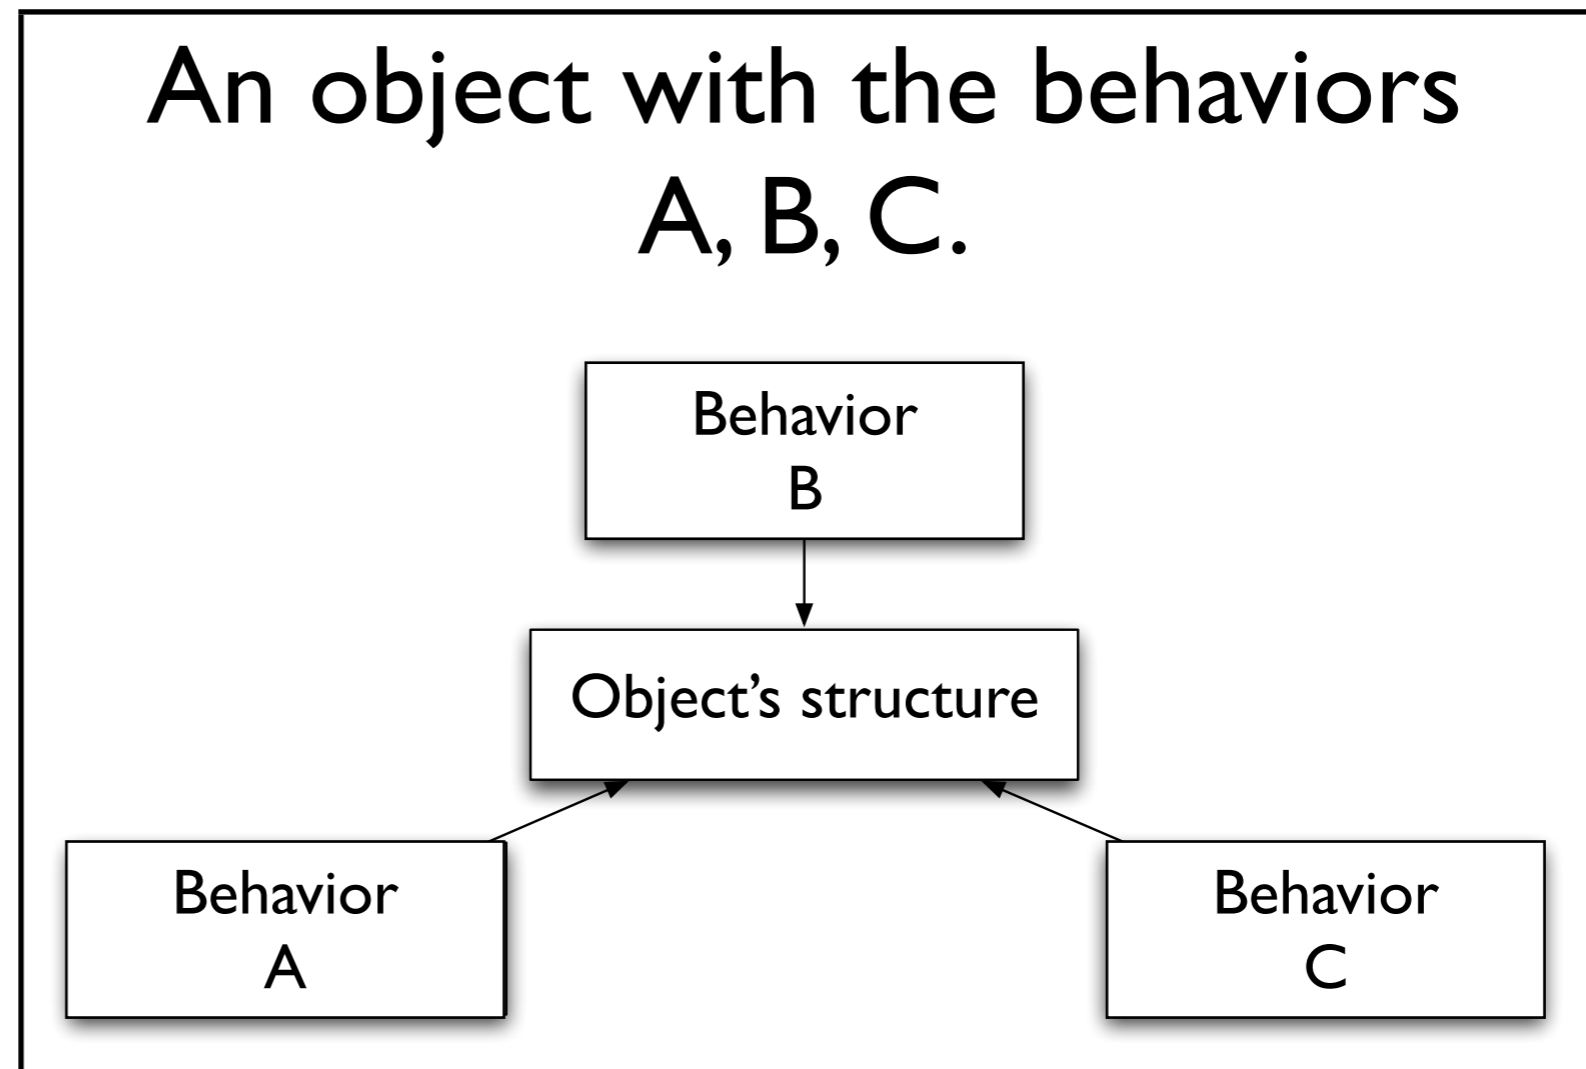 An object with the behaviors
A, B, C.
Behavior
B
Object’s structure
Behavior
A
Behavior
C